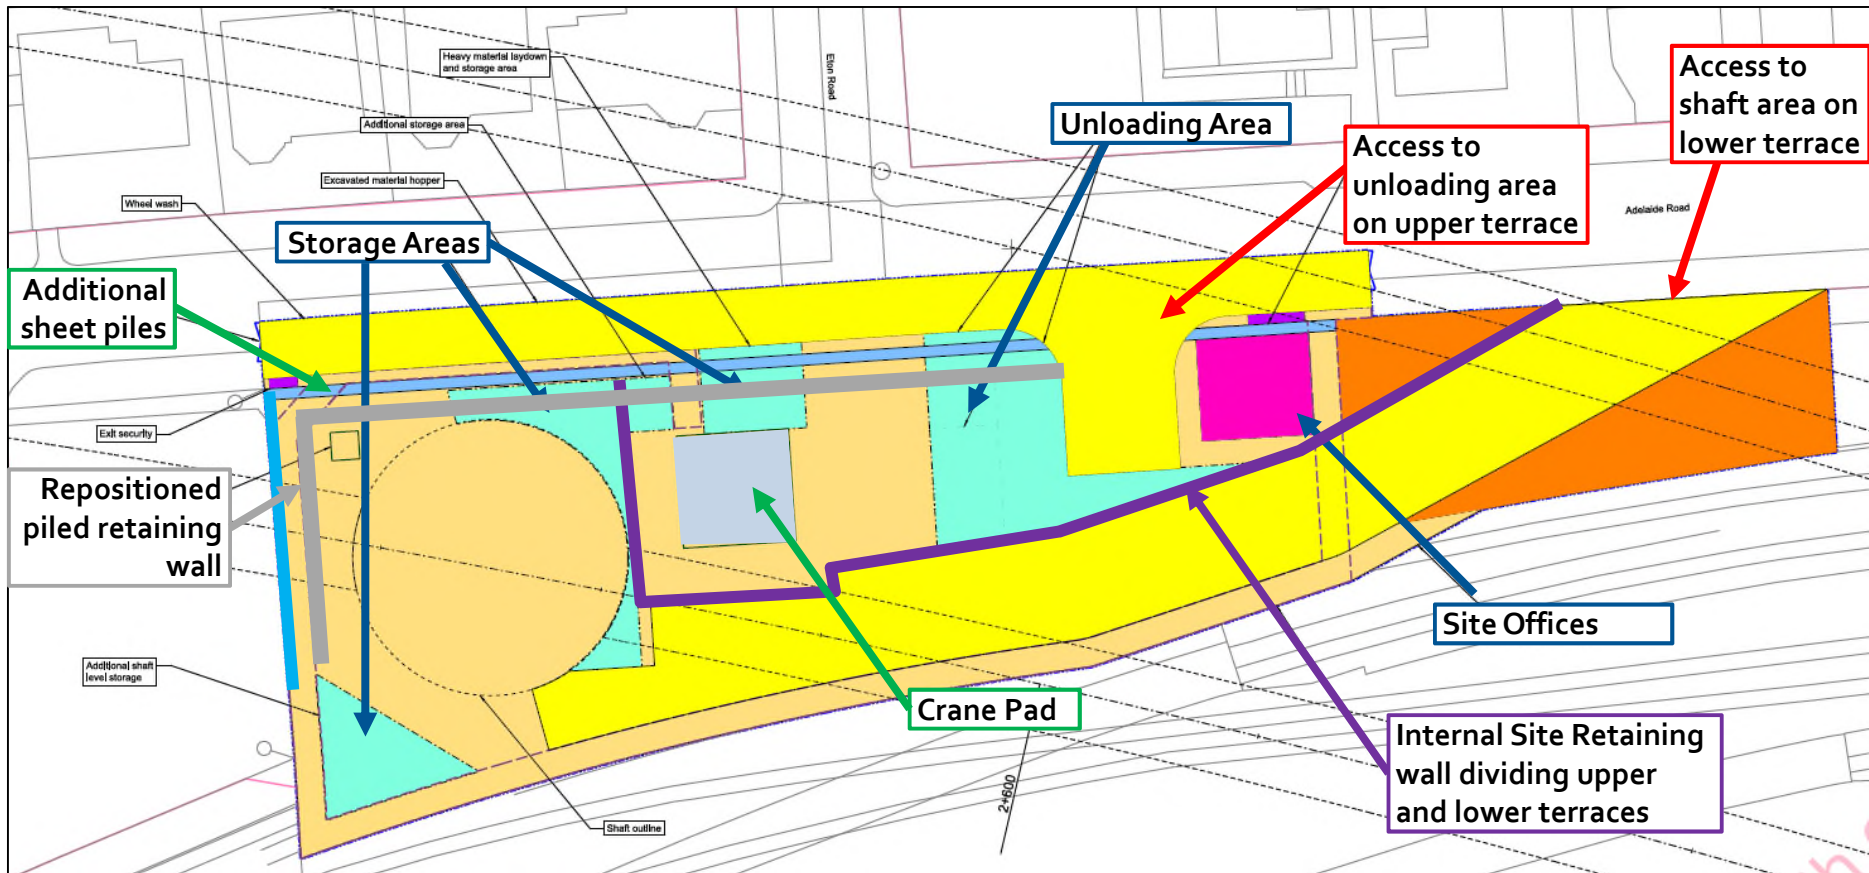 Heavy material laydown
and storage area
Eton Road
Access to
shaft area on
lower terrace
Additional storage area
Unloading Area
Access to
unloading area
on upper terrace
Excavated material hopper
Wheel wash
Adelaide Road
Storage Areas
Additional
sheet piles
Exit security
Repositioned
piled retaining
wall
Site Offices
Additional shaft
level storage
Crane Pad
Internal Site Retaining
wall dividing upper
and lower terraces
2+600
Shaft outline